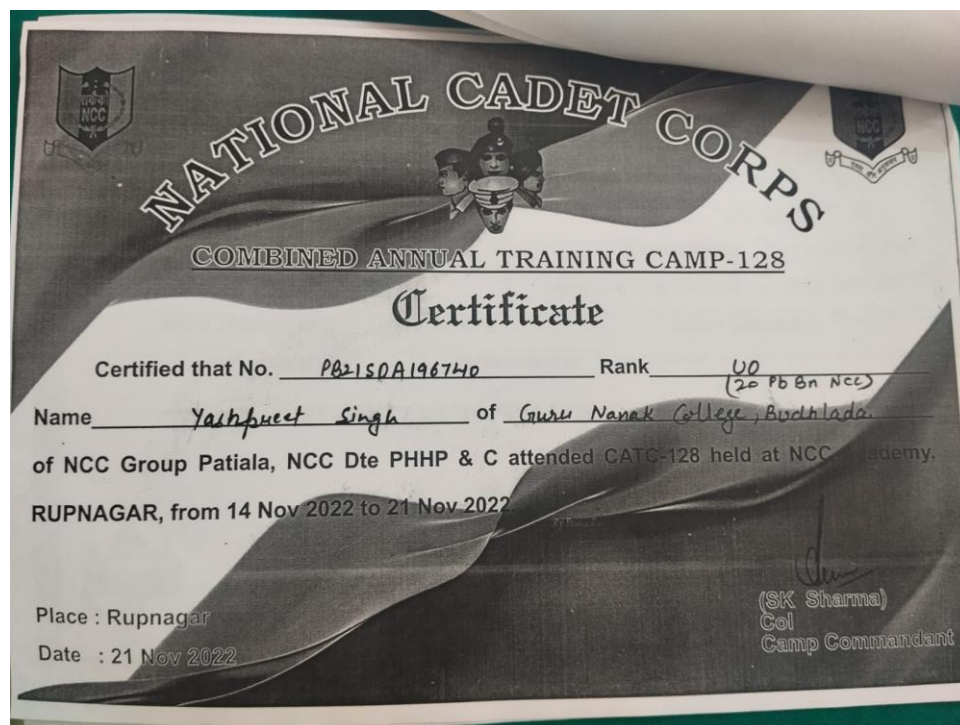 NATIONAL CADET CORPS
NCC
NCC
COMBINED ANNUAL TRAINING CAMP-128
Certificate
Certified that No. PB21SDA196740 Rank UO
(20 Pb Bn Ncc)
Name Yashpreet Singh of Guru Nanak College, Budhlada.
of NCC Group Patiala, NCC Dte PHHP & C attended CATC-128 held at NCC Academy,
RUPNAGAR, from 14 Nov 2022 to 21 Nov 2022.
(SK Sharma)
Place : Rupnagar
Col
Camp Commandant
Date : 21 Nov 2022